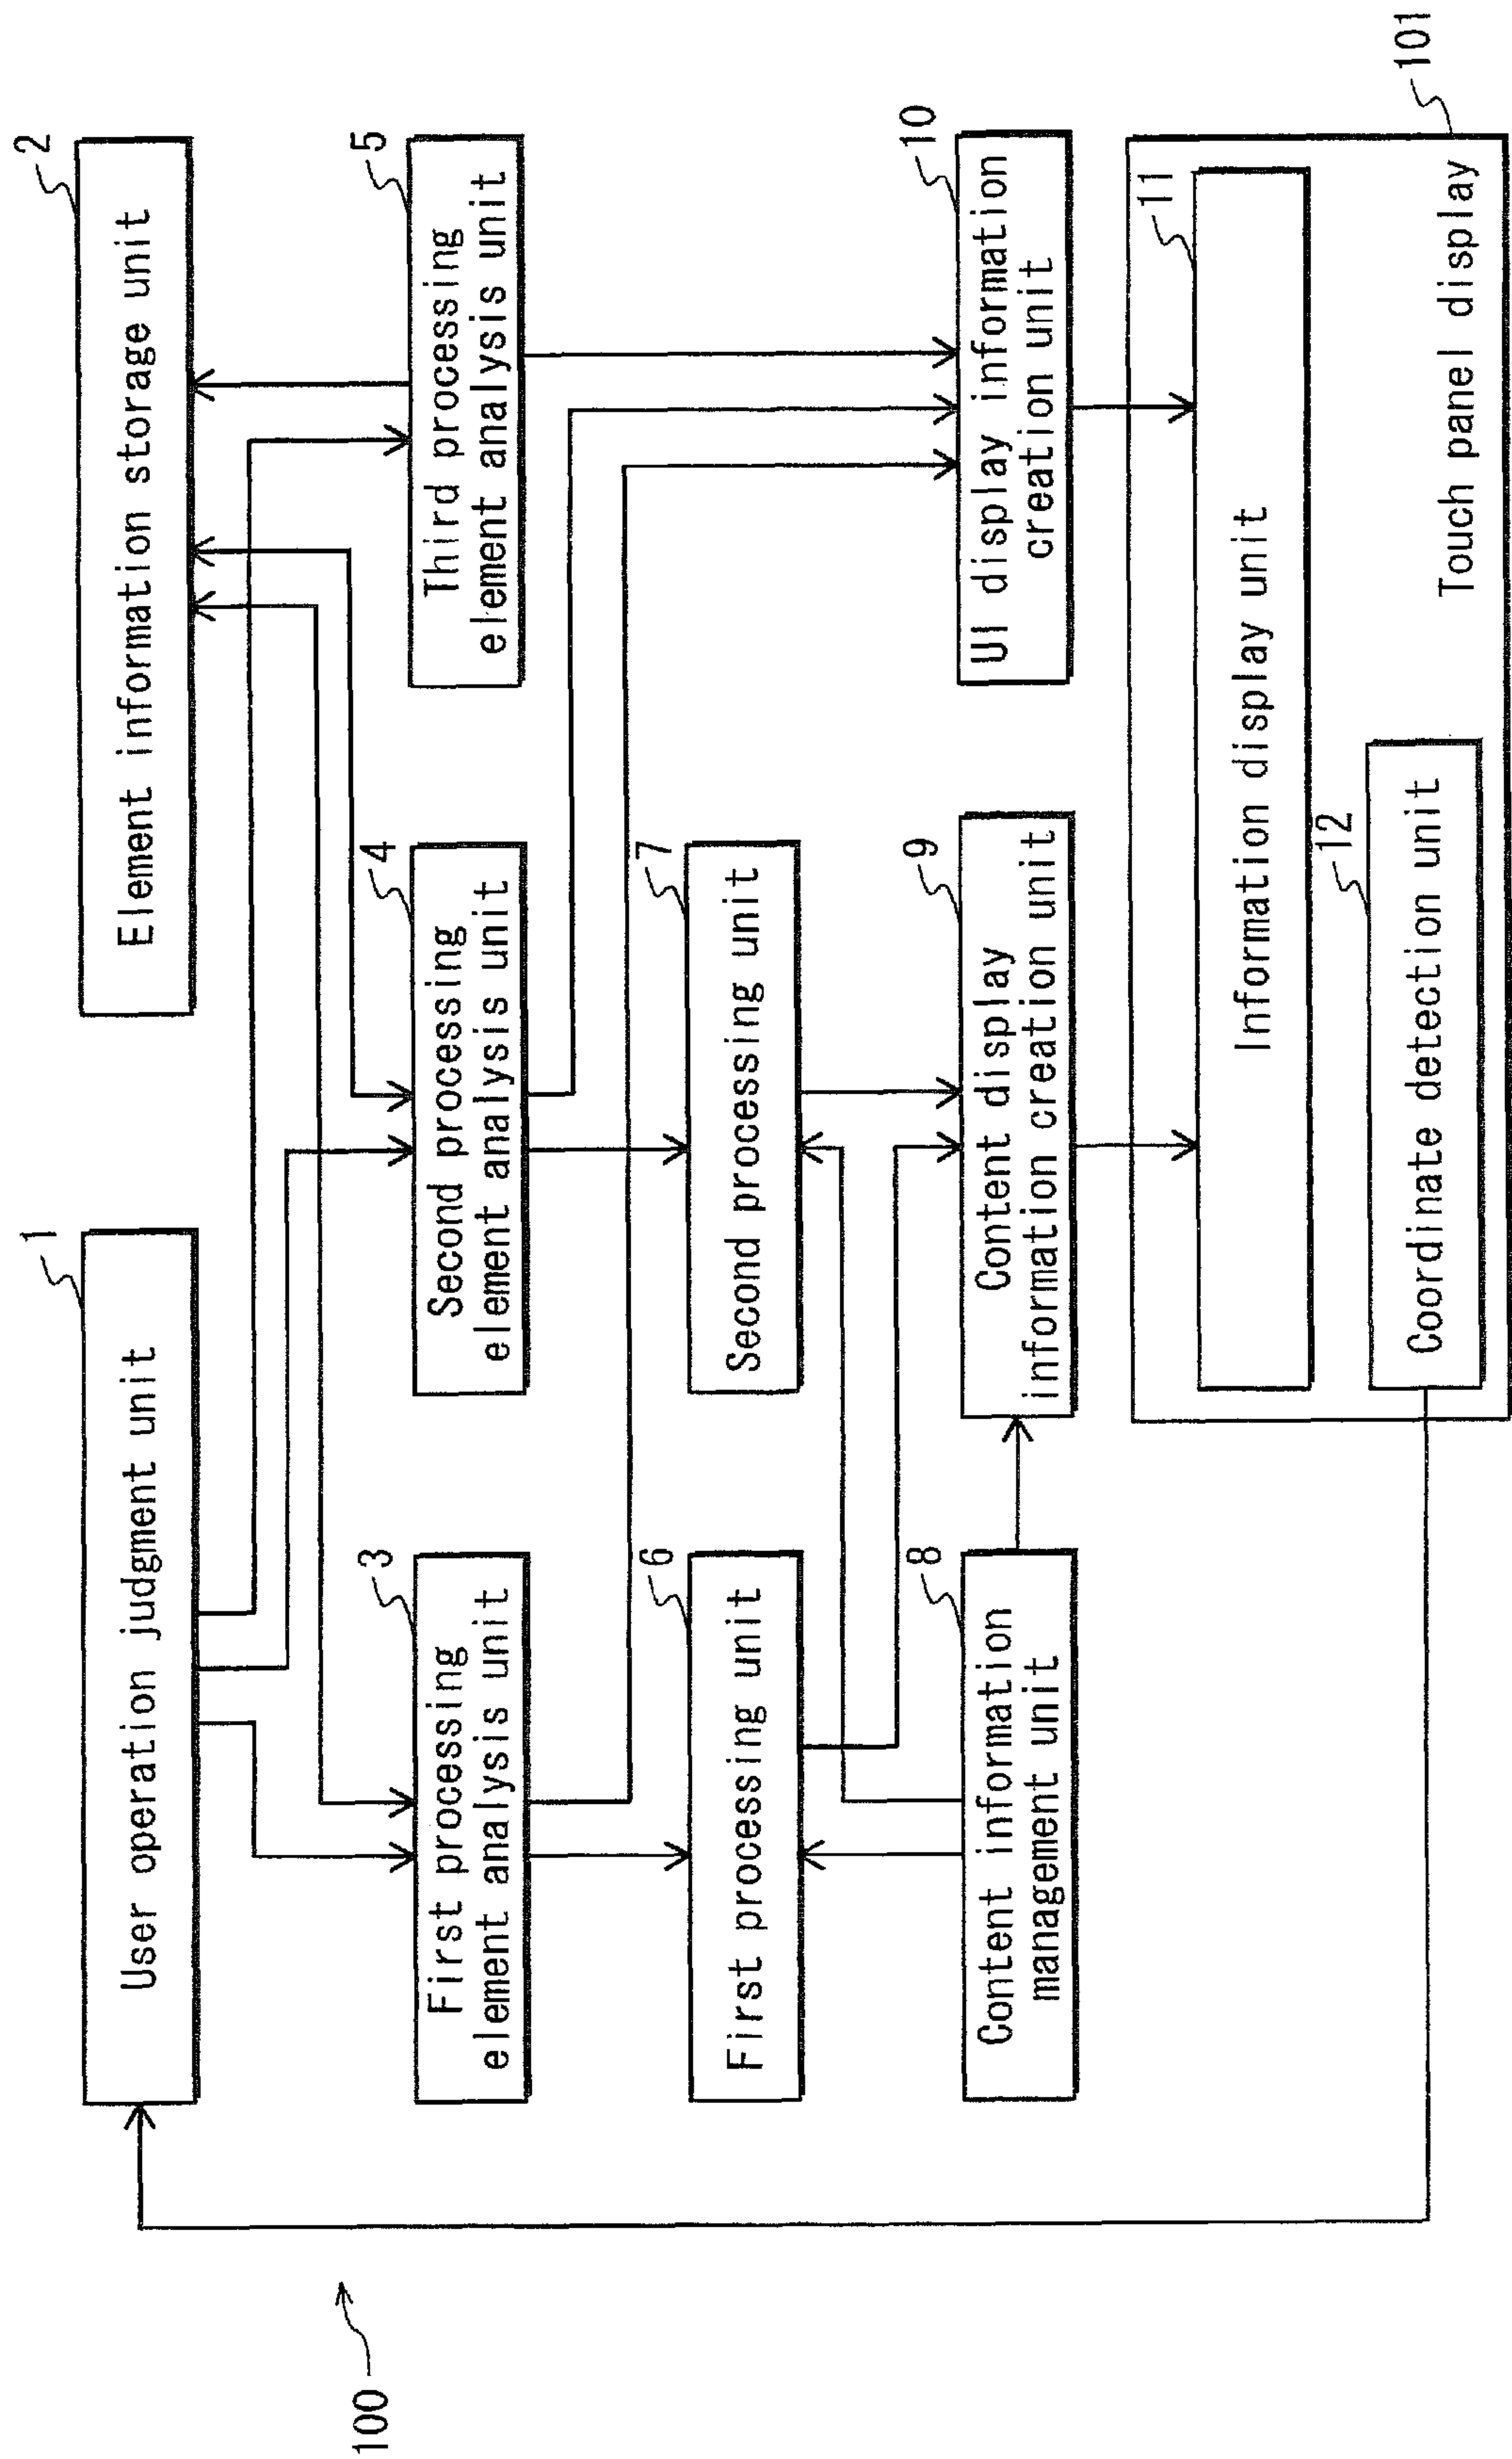 100
1
User operation judgment unit
2
Element information storage unit
3
First processing
element analysis unit
4
Second processing
element analysis unit
5
Third processing
element analysis unit
6
First processing unit
7
Second processing unit
8
Content information
management unit
9
Content display
information creation unit
10
UI display information
creation unit
11
Information display unit
12
Coordinate detection unit
Touch panel display
101